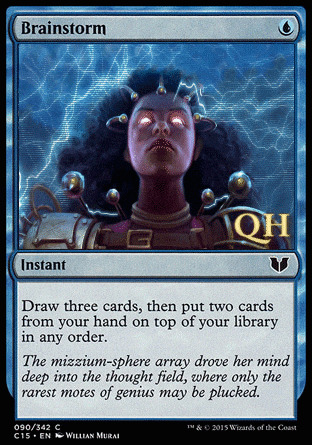 Brainstorm
QH
Instant
Draw three cards, then put two cards
from your hand on top of your library
in any order.
The mizzium-sphere array drove her mind
deep into the thought field, where only the
rarest motes of genius may be plucked.
090/342 C
C15 • EN Willian Murai
™ & © 2015 Wizards of the Coast